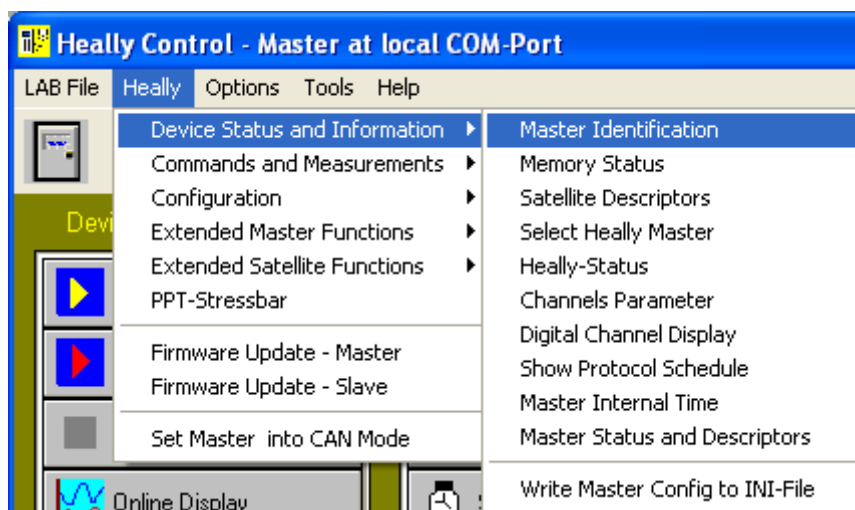 Heally Control - Master at local COM-Port
LAB File Heally Options Tools Help
Device Status and Information
Commands and Measurements
Configuration
Extended Master Functions
Extended Satellite Functions
PPT-Stressbar
Firmware Update - Master
Firmware Update - Slave
Set Master into CAN Mode
Master Identification
Memory Status
Satellite Descriptors
Select Heally Master
Heally-Status
Channels Parameter
Digital Channel Display
Show Protocol Schedule
Master Internal Time
Master Status and Descriptors
Write Master Config to INI-File
Devi
Online Display